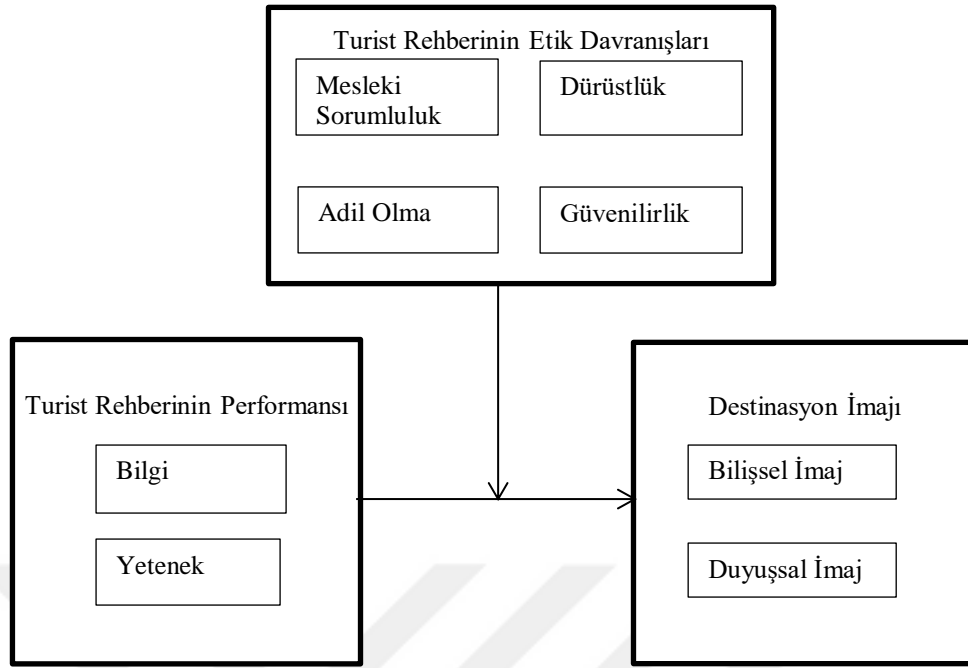 Turist Rehberinin Etik Davranışları
Mesleki
Sorumluluk
Dürüstlük
Adil Olma
Güvenilirlik
Turist Rehberinin Performansı
Bilgi
Yetenek
Destinasyon İmajı
Bilişsel İmaj
Duyuşsal İmaj